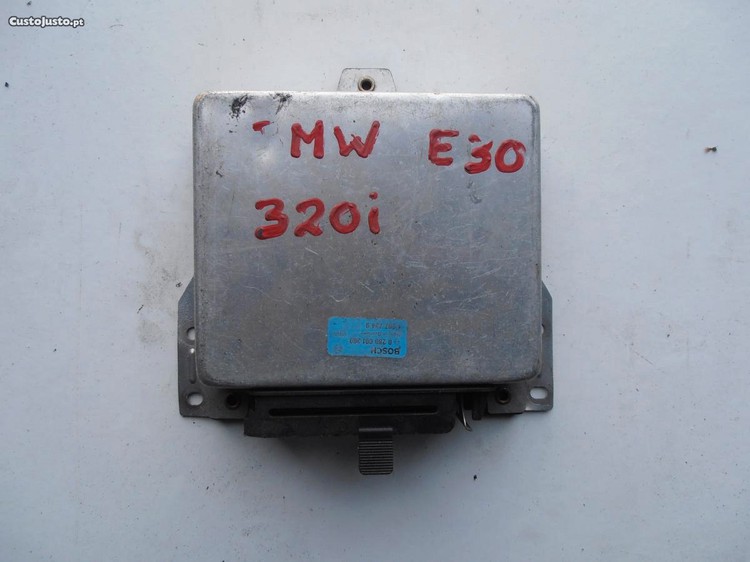 CustoJusto.pt
MW E30
320i
BOSCH